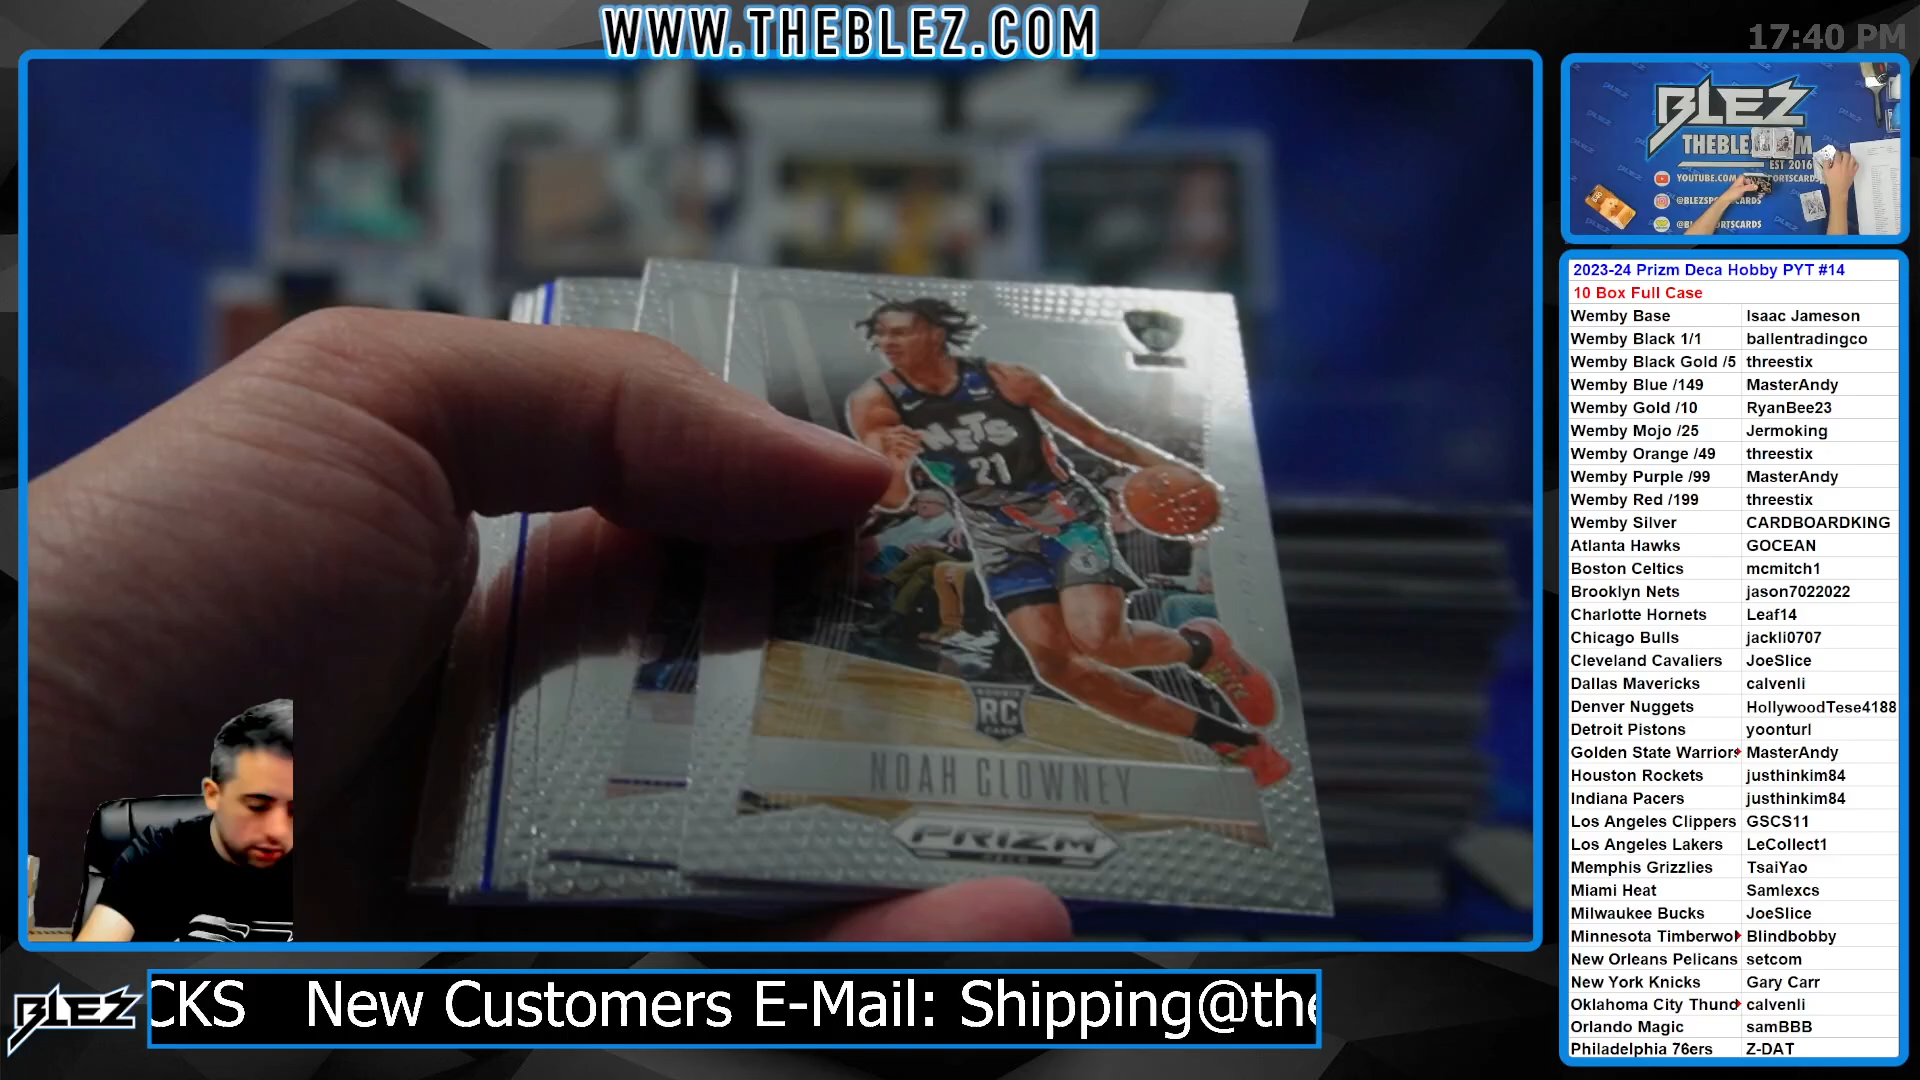 WWW.THEBLEZ.COM
17:40 PM
BLEZ
EST 2016
YOUTUBE.COM
2023-24 Prizm Deca Hobby PYT #14
10 Box Full Case
Wemby Base Isaac Jameson
Wemby Black 1/1 ballentradingco
Wemby Black Gold /5 threestix
Wemby Blue /149 MasterAndy
Wemby Gold /10 RyanBee23
Wemby Mojo /25 Jermoking
Wemby Orange /49 threestix
Wemby Purple /99 MasterAndy
Wemby Red /199 threestix
Wemby Silver CARDBOARDKING
Atlanta Hawks GOCEAN
Boston Celtics mcmitch1
Brooklyn Nets jason7022022
Charlotte Hornets Leaf14
Chicago Bulls jackli0707
Cleveland Cavaliers JoeSlice
Dallas Mavericks calvenli
Denver Nuggets HollywoodTese4188
Detroit Pistons yoonturl
Golden State Warriors MasterAndy
Houston Rockets justhinkim84
Indiana Pacers justhinkim84
Los Angeles Clippers GSCS11
Los Angeles Lakers LeCollect1
Memphis Grizzlies TsaiYao
Miami Heat Samlexcs
Milwaukee Bucks JoeSlice
Minnesota Timberwol Blindbobby
New Orleans Pelicans setcom
New York Knicks Gary Carr
Oklahoma City Thund calvenli
Orlando Magic samBBB
Philadelphia 76ers Z-DAT
NETS
21
ROOKIE
RC
CARD
NOAH CLOWNEY
PRIZM
BLEZ
CKS New Customers E-Mail: Shipping@the